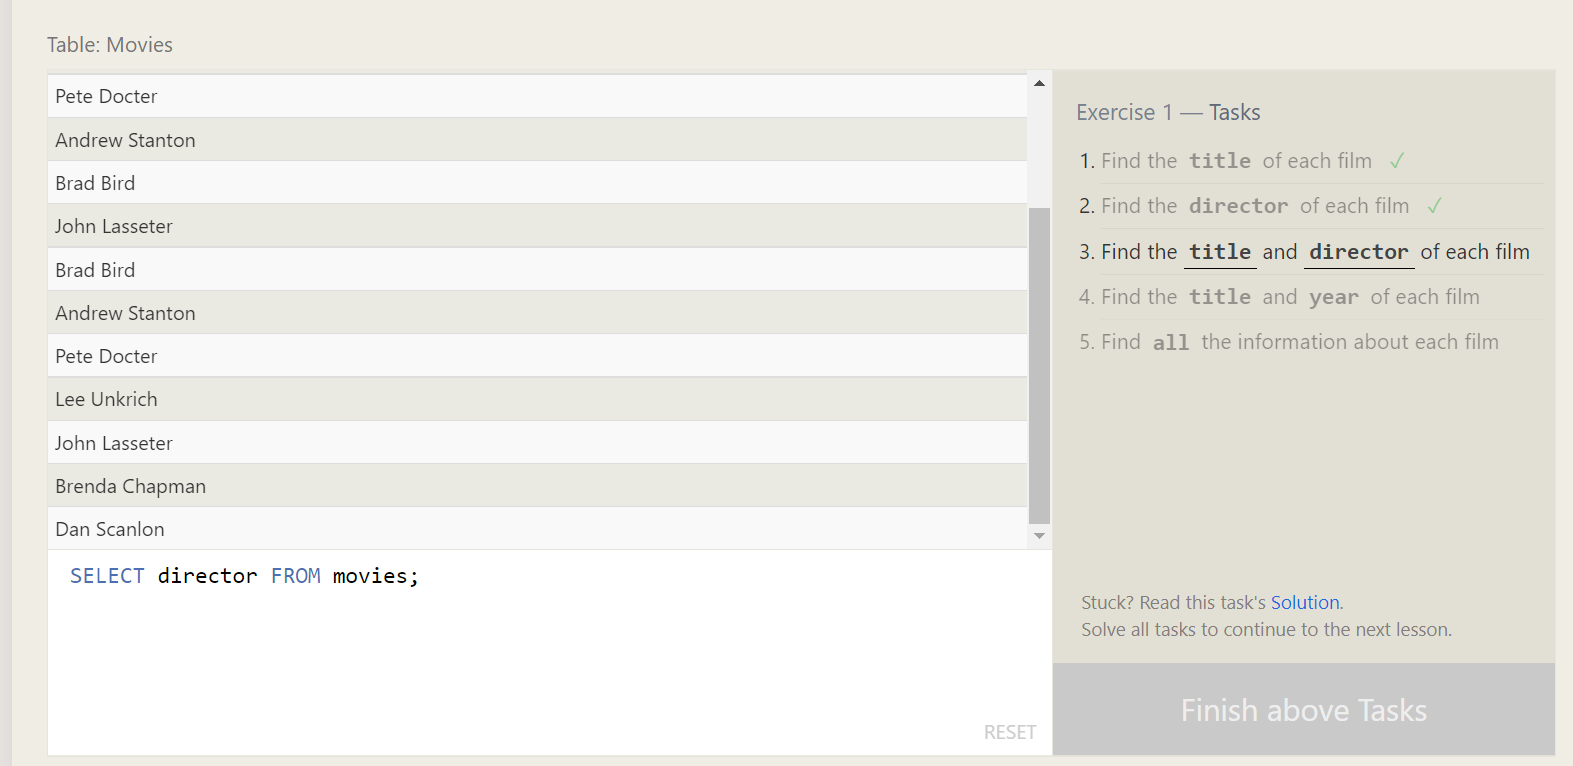 Table: Movies
Pete Docter
Andrew Stanton
Brad Bird
John Lasseter
Brad Bird
Andrew Stanton
Pete Docter
Lee Unkrich
John Lasseter
Brenda Chapman
Dan Scanlon
SELECT director FROM movies;
RESET
Exercise 1 — Tasks
1. Find the title of each film ✓
2. Find the director of each film ✓
3. Find the title and director of each film
4. Find the title and year of each film
5. Find all the information about each film
Stuck? Read this task's Solution.
Solve all tasks to continue to the next lesson.
Finish above Tasks